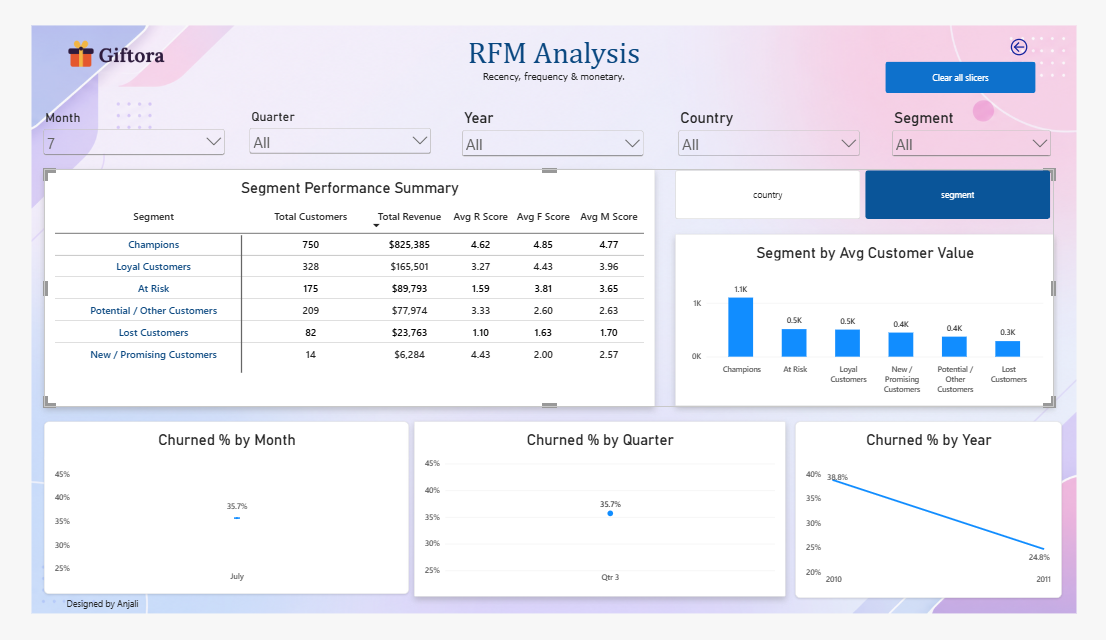 Giftora
RFM Analysis
Recency, frequency & monetary.
Clear all slicers
Month
Quarter
Year
Country
Segment
7
All
All
All
All
Segment Performance Summary
Segment Total Customers Total Revenue Avg R Score Avg F Score Avg M Score
Champions 750 $825,385 4.62 4.85 4.77
Loyal Customers 328 $165,501 3.27 4.43 3.96
At Risk 175 $89,793 1.59 3.81 3.65
Potential / Other Customers 209 $77,974 3.33 2.60 2.63
Lost Customers 82 $23,763 1.10 1.63 1.70
New / Promising Customers 14 $6,284 4.43 2.00 2.57
country
segment
Segment by Avg Customer Value
1K
0K
1.1K
0.5K
0.5K
0.4K
0.4K
0.3K
Champions
At Risk
Loyal
Customers
New /
Promising
Customers
Potential /
Other
Customers
Lost
Customers
Churned % by Month
45%
40%
35%
30%
25%
35.7%
July
Churned % by Quarter
45%
40%
35%
30%
25%
35.7%
Qtr 3
Churned % by Year
40%
35%
30%
25%
20%
38.8%
24.8%
2010
2011
Designed by Anjali